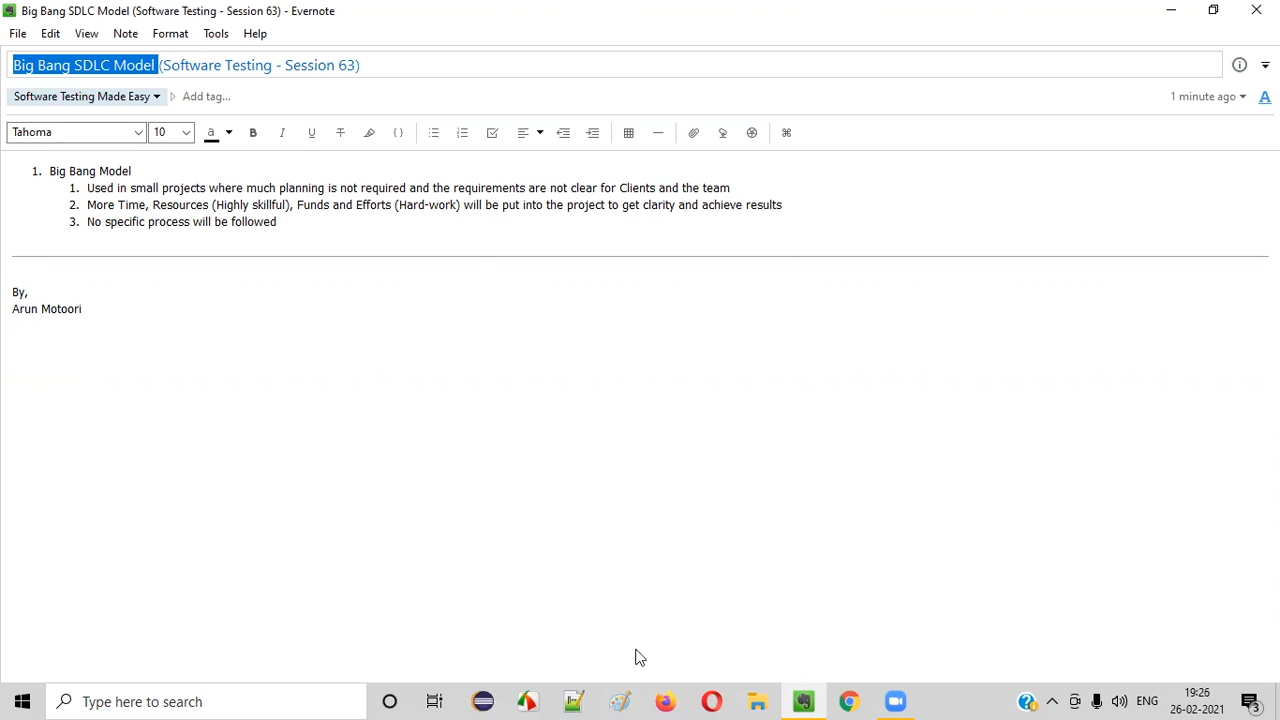 Big Bang SDLC Model (Software Testing - Session 63) - Evernote
File Edit View Note Format Tools Help
Big Bang SDLC Model (Software Testing - Session 63)
Software Testing Made Easy Add tag... 1 minute ago
Tahoma 10 a B I U T
1. Big Bang Model
1. Used in small projects where much planning is not required and the requirements are not clear for Clients and the team
2. More Time, Resources (Highly skillful), Funds and Efforts (Hard-work) will be put into the project to get clarity and achieve results
3. No specific process will be followed
By,
Arun Motoori
Type here to search
ENG
19:26
26-02-2021
3